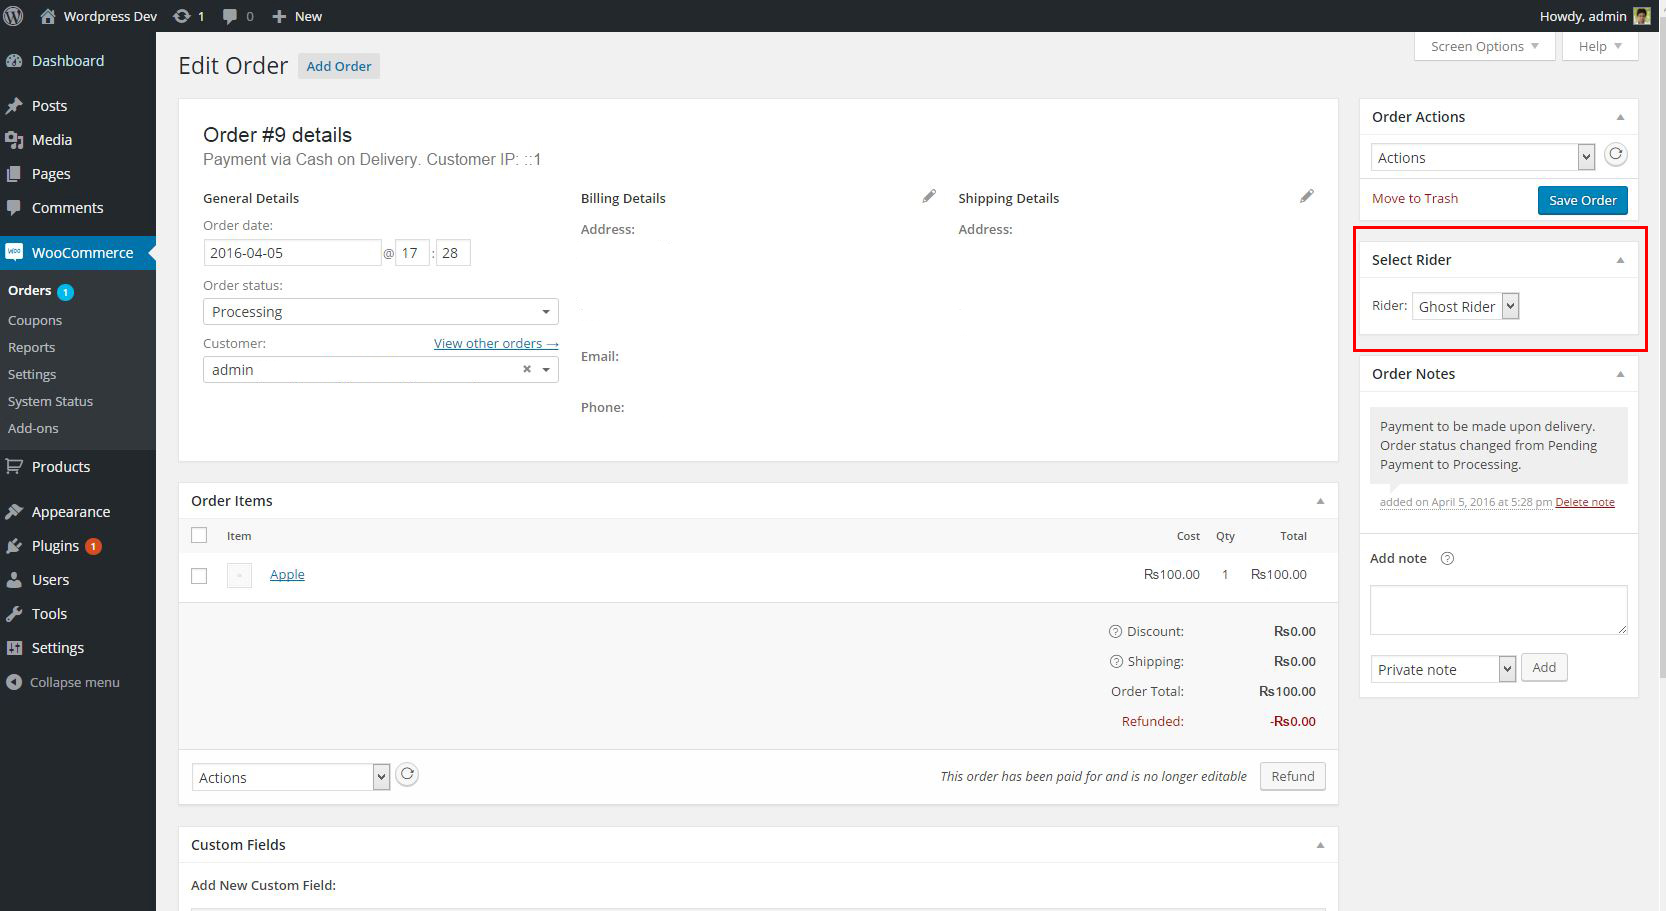 Wordpress Dev 1 0 New Howdy, admin
Screen Options Help
Dashboard
Posts
Media
Pages
Comments
WooCommerce
Orders 1
Coupons
Reports
Settings
System Status
Add-ons
Products
Appearance
Plugins 1
Users
Tools
Settings
Collapse menu
Edit Order Add Order
Order #9 details
Payment via Cash on Delivery. Customer IP: ::1
General Details
Order date:
2016-04-05 @ 17 : 28
Order status:
Processing
Customer: View other orders →
admin ×
Billing Details
Address:
Email:
Phone:
Shipping Details
Address:
Order Items
Item Cost Qty Total
Apple Rs100.00 1 Rs100.00
Discount: Rs0.00
Shipping: Rs0.00
Order Total: Rs100.00
Refunded: -Rs0.00
Actions This order has been paid for and is no longer editable Refund
Custom Fields
Add New Custom Field:
Order Actions
Actions
Move to Trash Save Order
Select Rider
Rider: Ghost Rider
Order Notes
Payment to be made upon delivery.
Order status changed from Pending
Payment to Processing.
added on April 5, 2016 at 5:28 pm Delete note
Add note ?
Private note Add